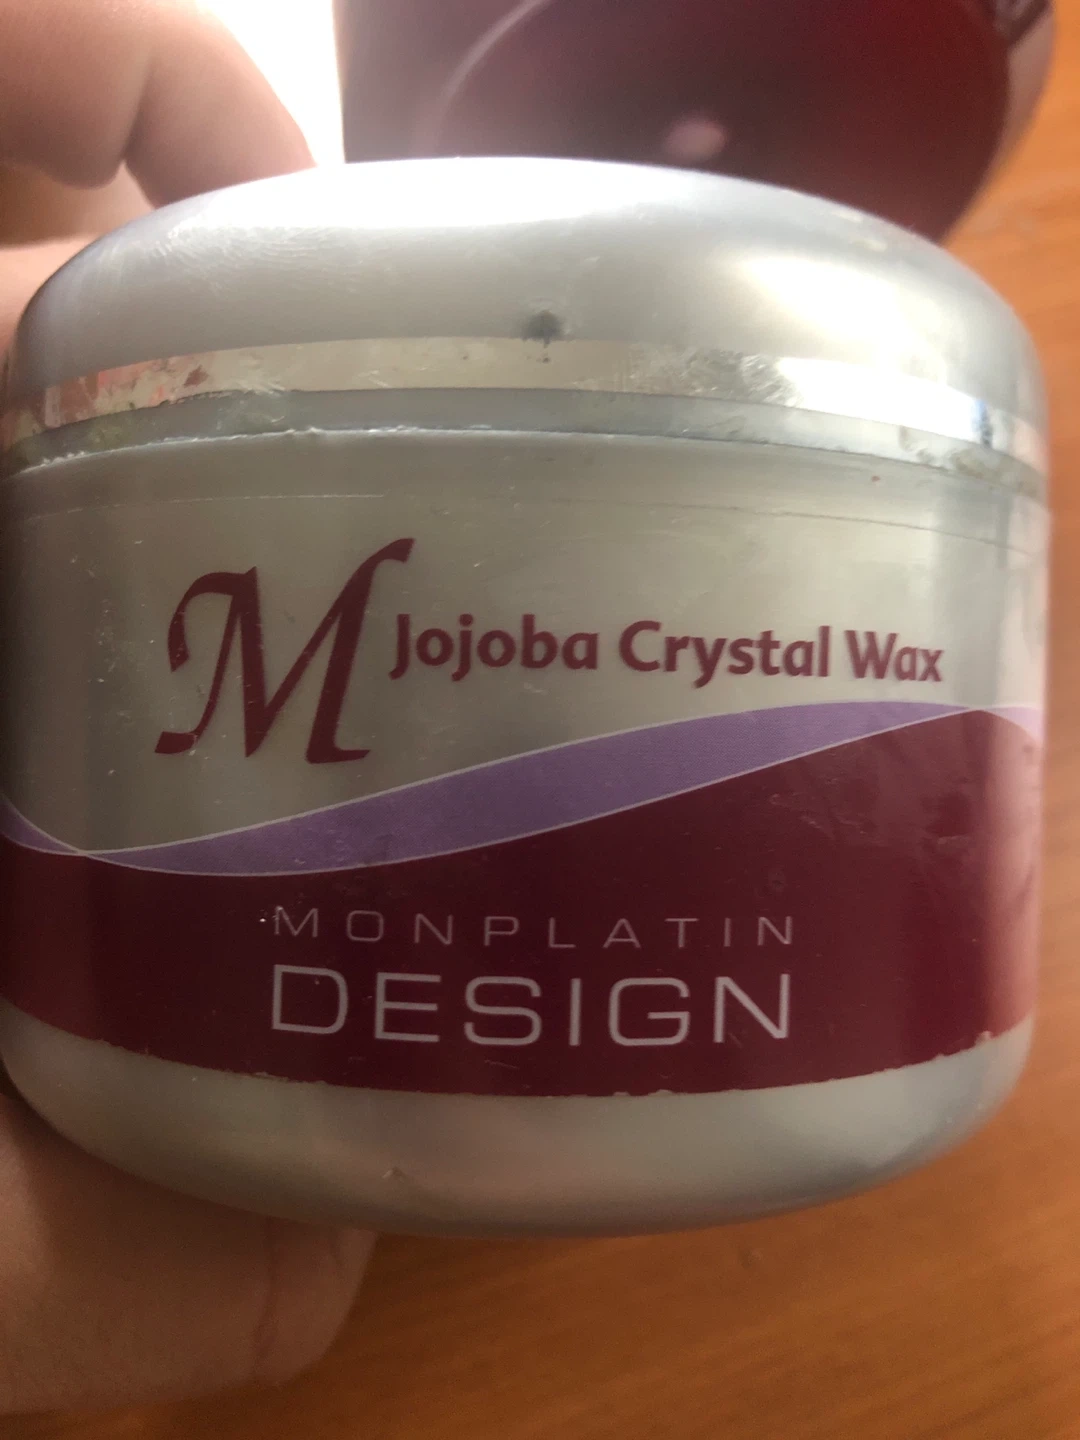 M Jojoba Crystal Wax
MONPLATIN
DESIGN